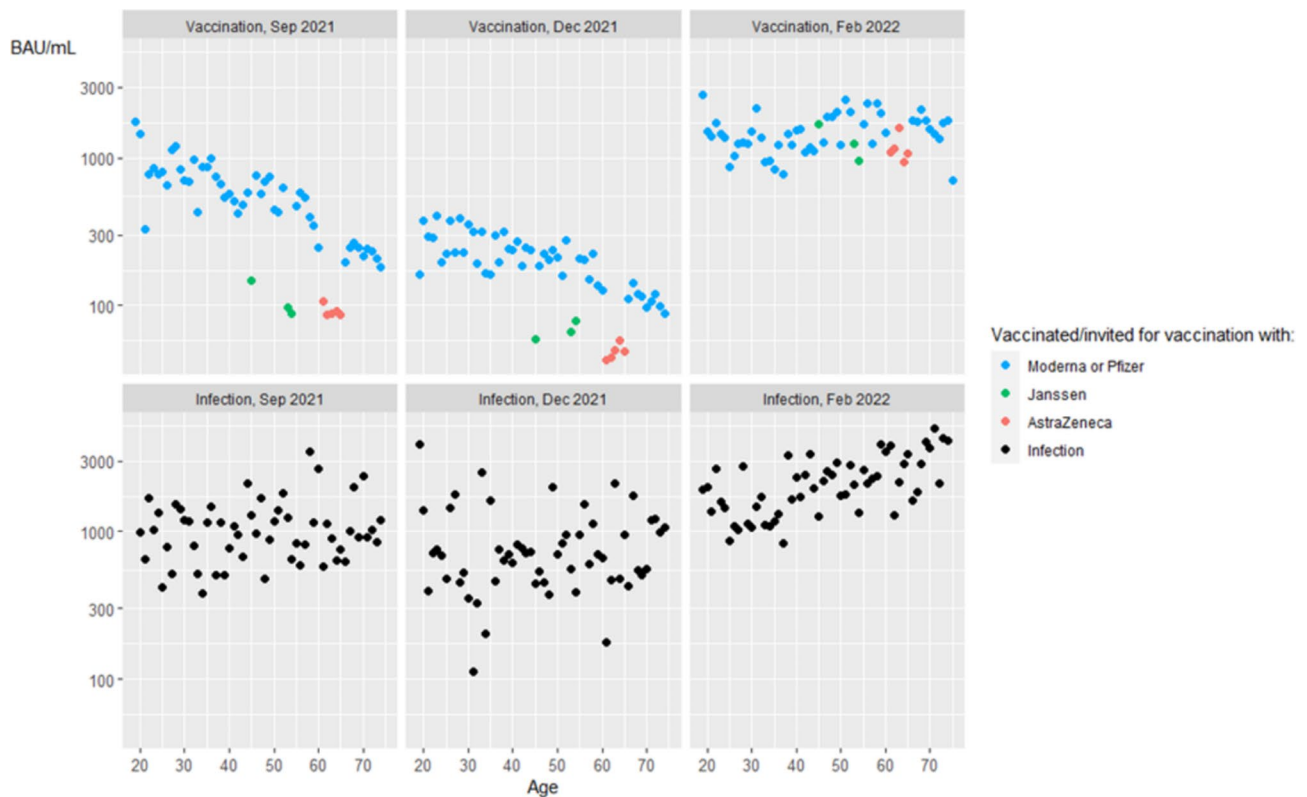 Vaccination, Sep 2021
Vaccination, Dec 2021
Vaccination, Feb 2022
BAU/mL
3000
1000
300
100
Infection, Sep 2021
Infection, Dec 2021
Infection, Feb 2022
3000
1000
300
100
20 30 40 50 60 70
20 30 40 50 60 70
20 30 40 50 60 70
Age
Vaccinated/invited for vaccination with:
Moderna or Pfizer
Janssen
AstraZeneca
Infection